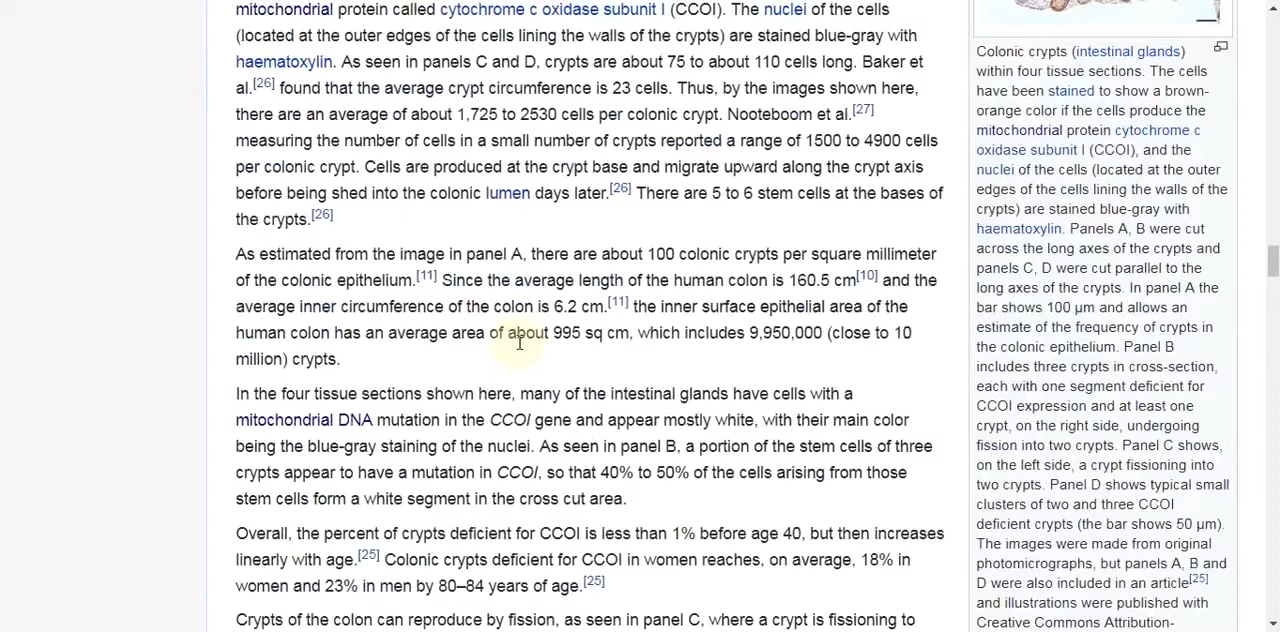 mitochondrial protein called cytochrome c oxidase subunit I (CCOI). The nuclei of the cells
(located at the outer edges of the cells lining the walls of the crypts) are stained blue-gray with
haematoxylin. As seen in panels C and D, crypts are about 75 to about 110 cells long. Baker et
al.[26] found that the average crypt circumference is 23 cells. Thus, by the images shown here,
there are an average of about 1,725 to 2530 cells per colonic crypt. Nooteboom et al.[27]
measuring the number of cells in a small number of crypts reported a range of 1500 to 4900 cells
per colonic crypt. Cells are produced at the crypt base and migrate upward along the crypt axis
before being shed into the colonic lumen days later.[26] There are 5 to 6 stem cells at the bases of
the crypts.[26]
As estimated from the image in panel A, there are about 100 colonic crypts per square millimeter
of the colonic epithelium.[11] Since the average length of the human colon is 160.5 cm[10] and the
average inner circumference of the colon is 6.2 cm.[11] the inner surface epithelial area of the
human colon has an average area of about 995 sq cm, which includes 9,950,000 (close to 10
million) crypts.
In the four tissue sections shown here, many of the intestinal glands have cells with a
mitochondrial DNA mutation in the CCOI gene and appear mostly white, with their main color
being the blue-gray staining of the nuclei. As seen in panel B, a portion of the stem cells of three
crypts appear to have a mutation in CCOI, so that 40% to 50% of the cells arising from those
stem cells form a white segment in the cross cut area.
Overall, the percent of crypts deficient for CCOI is less than 1% before age 40, but then increases
linearly with age.[25] Colonic crypts deficient for CCOI in women reaches, on average, 18% in
women and 23% in men by 80–84 years of age.[25]
Crypts of the colon can reproduce by fission, as seen in panel C, where a crypt is fissioning to
Colonic crypts (intestinal glands)
within four tissue sections. The cells
have been stained to show a brown-
orange color if the cells produce the
mitochondrial protein cytochrome c
oxidase subunit I (CCOI), and the
nuclei of the cells (located at the outer
edges of the cells lining the walls of the
crypts) are stained blue-gray with
haematoxylin. Panels A, B were cut
across the long axes of the crypts and
panels C, D were cut parallel to the
long axes of the crypts. In panel A the
bar shows 100 µm and allows an
estimate of the frequency of crypts in
the colonic epithelium. Panel B
includes three crypts in cross-section,
each with one segment deficient for
CCOI expression and at least one
crypt, on the right side, undergoing
fission into two crypts. Panel C shows,
on the left side, a crypt fissioning into
two crypts. Panel D shows typical small
clusters of two and three CCOI
deficient crypts (the bar shows 50 µm).
The images were made from original
photomicrographs, but panels A, B and
D were also included in an article[25]
and illustrations were published with
Creative Commons Attribution-